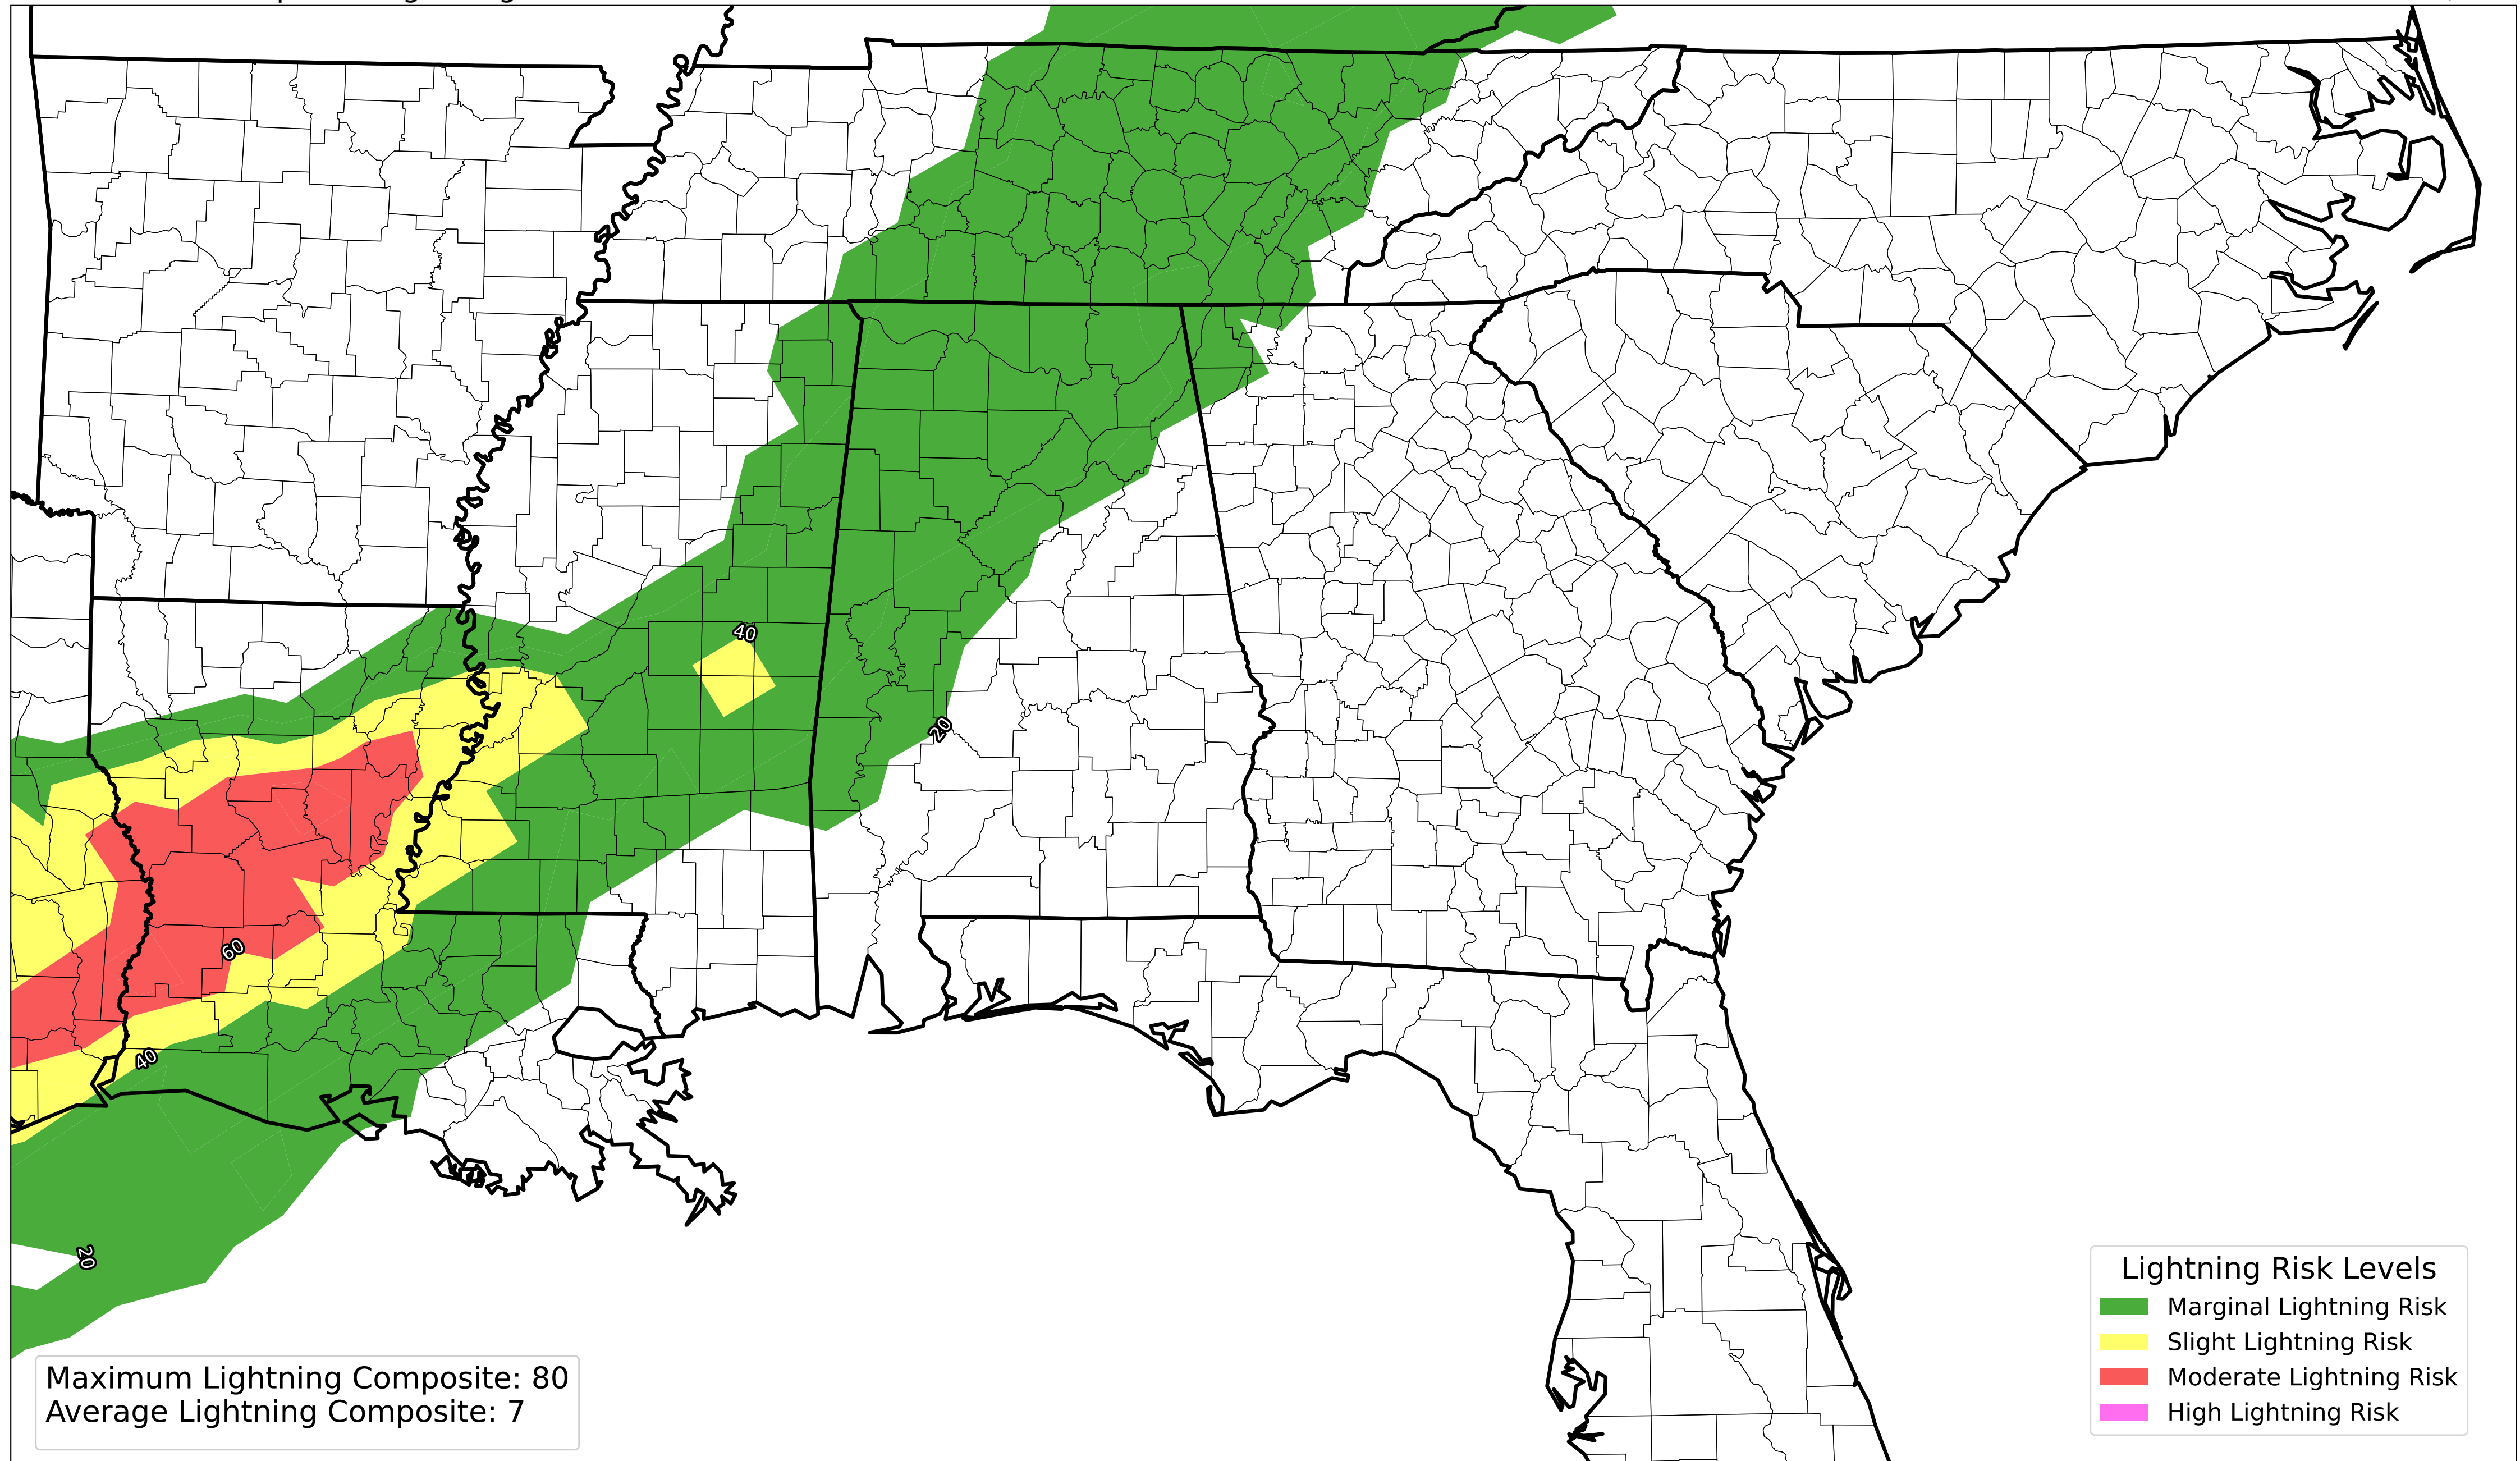 40
20
60
40
20
Lightning Risk Levels
Marginal Lightning Risk
Slight Lightning Risk
Moderate Lightning Risk
High Lightning Risk
Maximum Lightning Composite: 80
Average Lightning Composite: 7